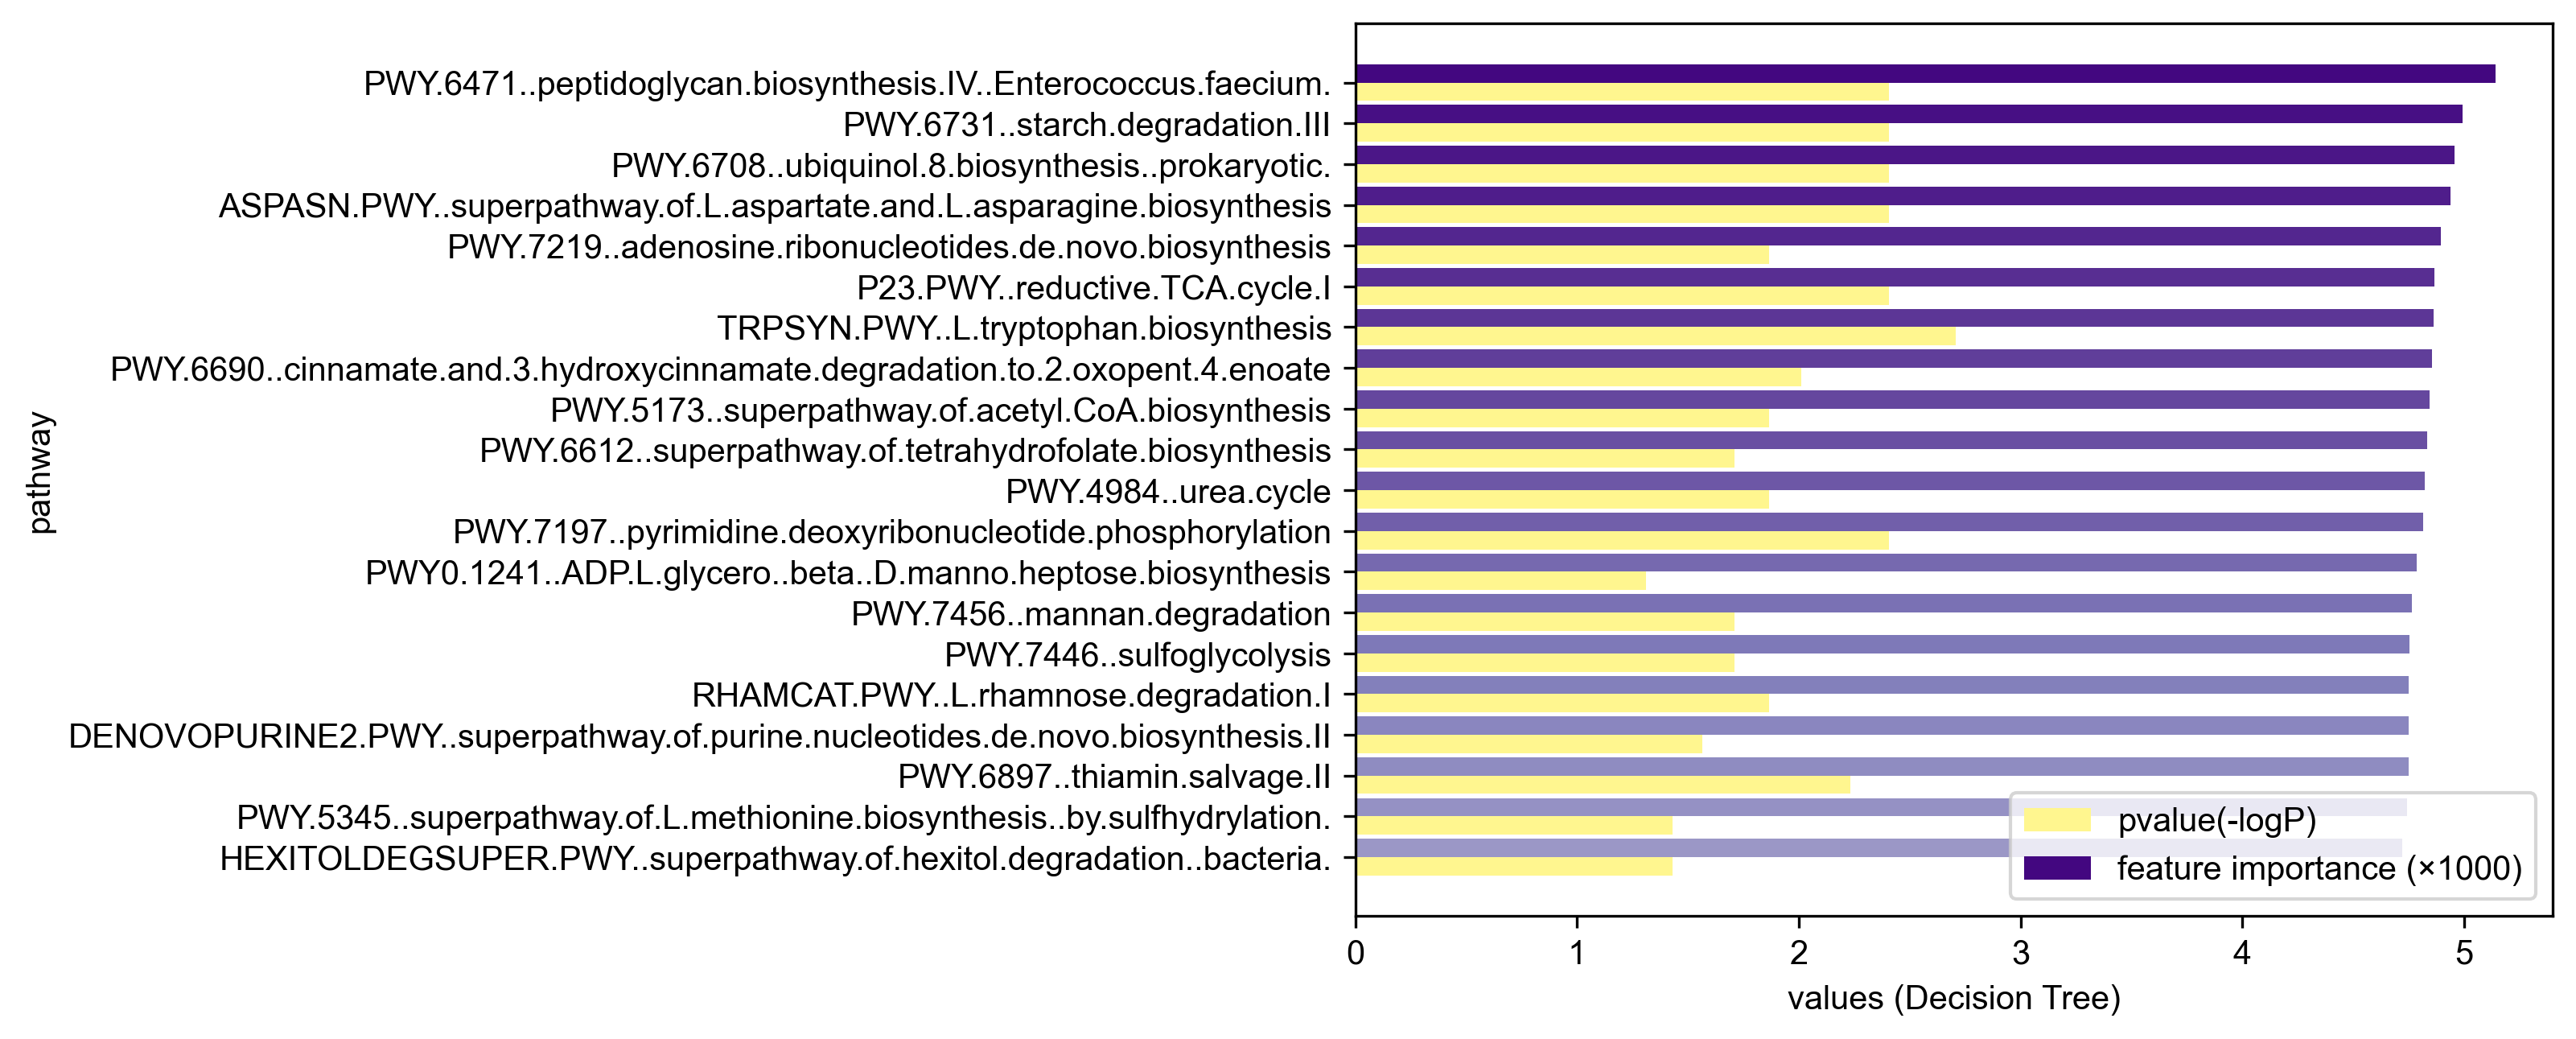 PWY.6471..peptidoglycan.biosynthesis.IV..Enterococcus.faecium.
PWY.6731..starch.degradation.III
PWY.6708..ubiquinol.8.biosynthesis..prokaryotic.
ASPASN.PWY..superpathway.of.L.aspartate.and.L.asparagine.biosynthesis
PWY.7219..adenosine.ribonucleotides.de.novo.biosynthesis
P23.PWY..reductive.TCA.cycle.I
TRPSYN.PWY..L.tryptophan.biosynthesis
PWY.6690..cinnamate.and.3.hydroxycinnamate.degradation.to.2.oxopent.4.enoate
PWY.5173..superpathway.of.acetyl.CoA.biosynthesis
PWY.6612..superpathway.of.tetrahydrofolate.biosynthesis
PWY.4984..urea.cycle
PWY.7197..pyrimidine.deoxyribonucleotide.phosphorylation
PWY0.1241..ADP.L.glycero..beta..D.manno.heptose.biosynthesis
PWY.7456..mannan.degradation
PWY.7446..sulfoglycolysis
RHAMCAT.PWY..L.rhamnose.degradation.I
DENOVOPURINE2.PWY..superpathway.of.purine.nucleotides.de.novo.biosynthesis.II
PWY.6897..thiamin.salvage.II
PWY.5345..superpathway.of.L.methionine.biosynthesis..by.sulfhydrylation.
HEXITOLDEGSUPER.PWY..superpathway.of.hexitol.degradation..bacteria.
pathway
pvalue(-logP)
feature importance (×1000)
0 1 2 3 4 5
values (Decision Tree)